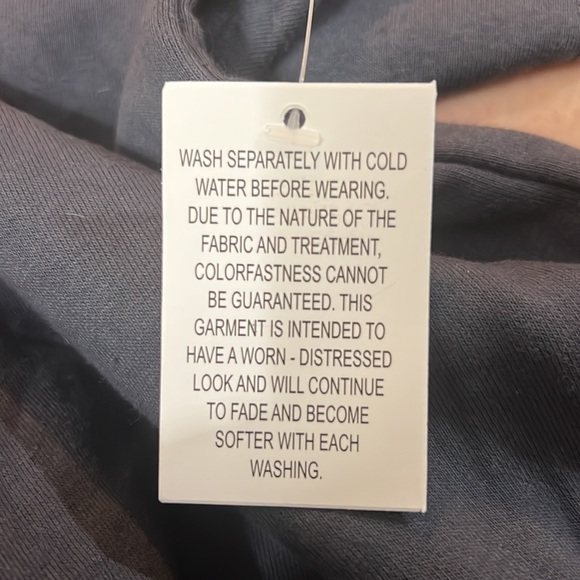 WASH SEPARATELY WITH COLD
WATER BEFORE WEARING.
DUE TO THE NATURE OF THE
FABRIC AND TREATMENT,
COLORFASTNESS CANNOT
BE GUARANTEED. THIS
GARMENT IS INTENDED TO
HAVE A WORN - DISTRESSED
LOOK AND WILL CONTINUE
TO FADE AND BECOME
SOFTER WITH EACH
WASHING.